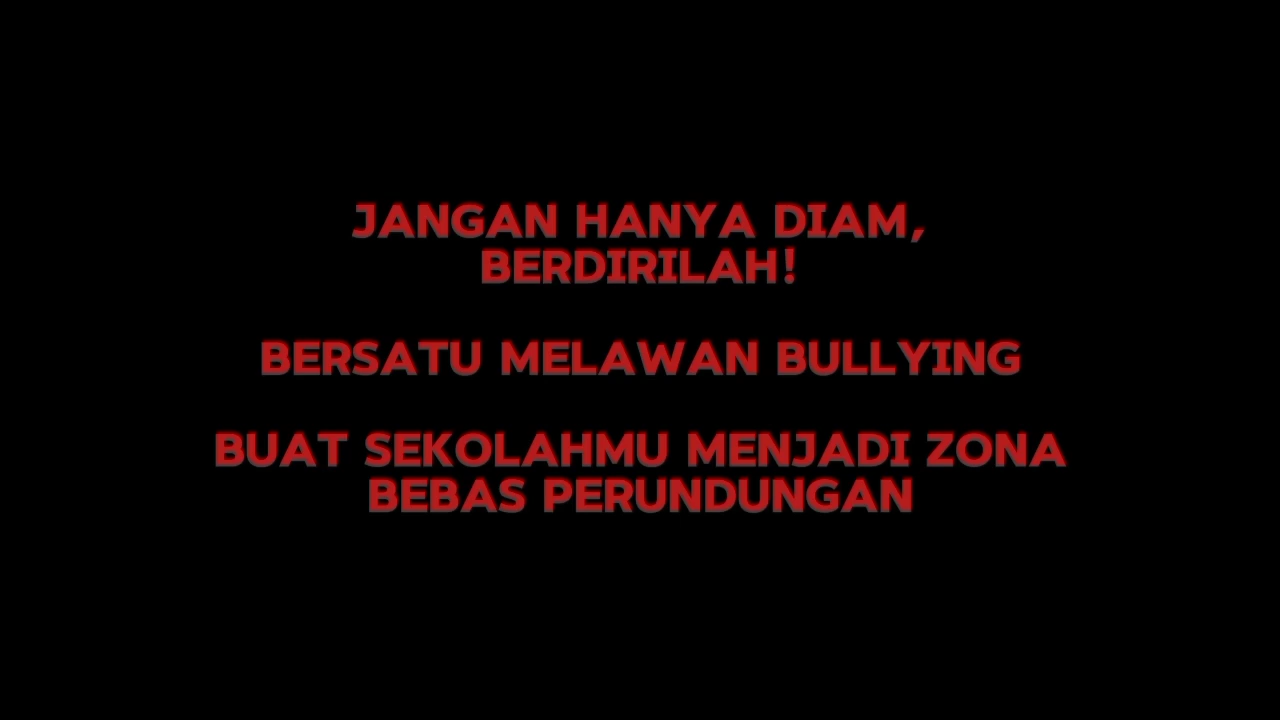 JANGAN HANYA DIAM,
BERDIRILAH!
BERSATU MELAWAN BULLYING
BUAT SEKOLAHMU MENJADI ZONA
BEBAS PERUNDUNGAN